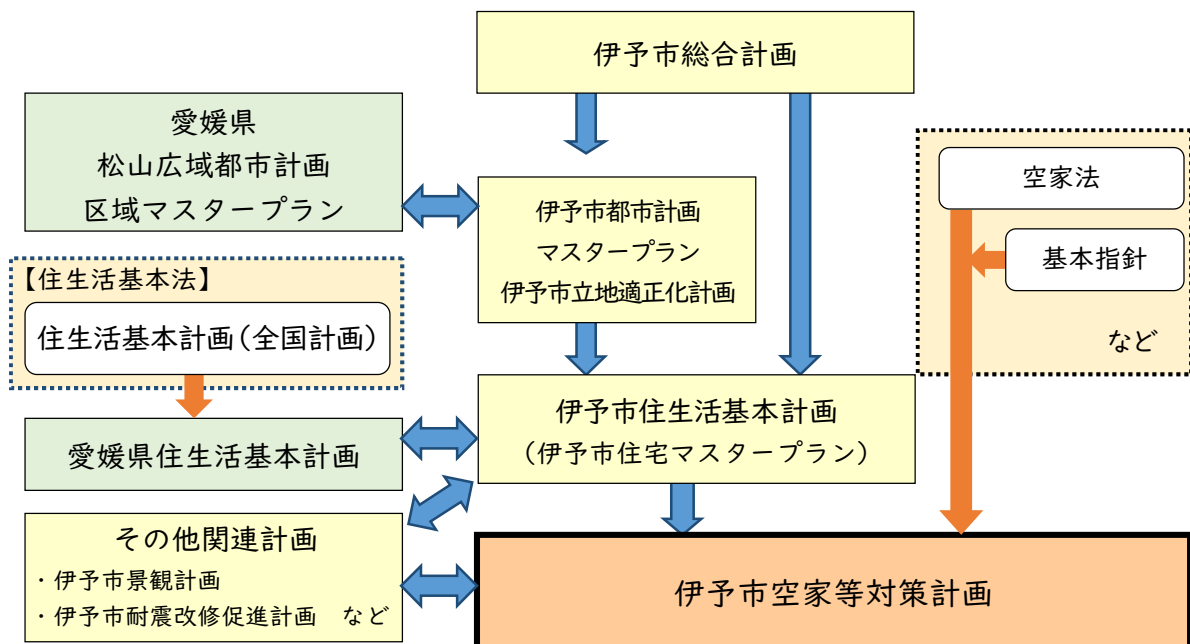 伊予市総合計画
愛媛県
松山広域都市計画
区域マスタープラン
伊予市都市計画
マスタープラン
伊予市立地適正化計画
空家法
基本指針
など
【住生活基本法】
住生活基本計画(全国計画)
愛媛県住生活基本計画
伊予市住生活基本計画
(伊予市住宅マスタープラン)
その他関連計画
・伊予市景観計画
・伊予市耐震改修促進計画　など
伊予市空家等対策計画